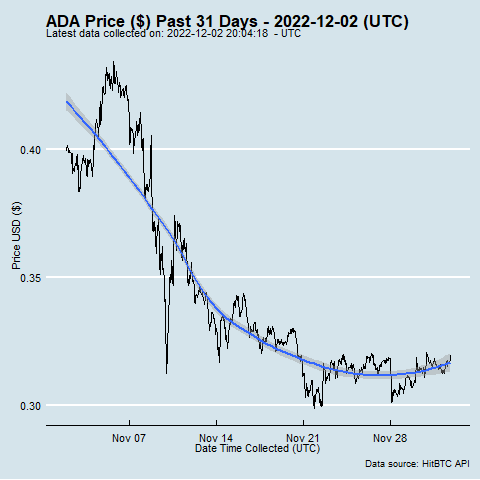 ADA Price ($) Past 31 Days - 2022-12-02 (UTC)
Latest data collected on: 2022-12-02 20:04:18 - UTC
Price USD ($)
0.40
0.35
0.30
Nov 07 Nov 14 Nov 21 Nov 28
Date Time Collected (UTC)
Data source: HitBTC API